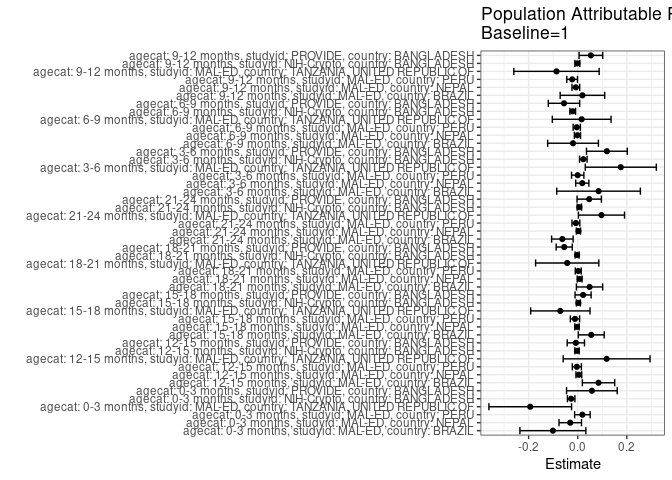 Population Attributable
Baseline=1
agecat: 9-12 months, studyid: PROVIDE, country: BANGLADESH
agecat: 9-12 months, studyid: NIH-Crypto, country: BANGLADESH
agecat: 9-12 months, studyid: MAL-ED, country: TANZANIA, UNITED REPUBLIC OF
agecat: 9-12 months, studyid: MAL-ED, country: PERU
agecat: 9-12 months, studyid: MAL-ED, country: NEPAL
agecat: 9-12 months, studyid: MAL-ED, country: BRAZIL
agecat: 6-9 months, studyid: PROVIDE, country: BANGLADESH
agecat: 6-9 months, studyid: NIH-Crypto, country: BANGLADESH
agecat: 6-9 months, studyid: MAL-ED, country: TANZANIA, UNITED REPUBLIC OF
agecat: 6-9 months, studyid: MAL-ED, country: PERU
agecat: 6-9 months, studyid: MAL-ED, country: NEPAL
agecat: 6-9 months, studyid: MAL-ED, country: BRAZIL
agecat: 3-6 months, studyid: PROVIDE, country: BANGLADESH
agecat: 3-6 months, studyid: NIH-Crypto, country: BANGLADESH
agecat: 3-6 months, studyid: MAL-ED, country: TANZANIA, UNITED REPUBLIC OF
agecat: 3-6 months, studyid: MAL-ED, country: PERU
agecat: 3-6 months, studyid: MAL-ED, country: NEPAL
agecat: 3-6 months, studyid: MAL-ED, country: BRAZIL
agecat: 21-24 months, studyid: PROVIDE, country: BANGLADESH
agecat: 21-24 months, studyid: NIH-Crypto, country: BANGLADESH
agecat: 21-24 months, studyid: MAL-ED, country: TANZANIA, UNITED REPUBLIC OF
agecat: 21-24 months, studyid: MAL-ED, country: PERU
agecat: 21-24 months, studyid: MAL-ED, country: NEPAL
agecat: 21-24 months, studyid: MAL-ED, country: BRAZIL
agecat: 18-21 months, studyid: PROVIDE, country: BANGLADESH
agecat: 18-21 months, studyid: NIH-Crypto, country: BANGLADESH
agecat: 18-21 months, studyid: MAL-ED, country: TANZANIA, UNITED REPUBLIC OF
agecat: 18-21 months, studyid: MAL-ED, country: PERU
agecat: 18-21 months, studyid: MAL-ED, country: NEPAL
agecat: 18-21 months, studyid: MAL-ED, country: BRAZIL
agecat: 15-18 months, studyid: PROVIDE, country: BANGLADESH
agecat: 15-18 months, studyid: NIH-Crypto, country: BANGLADESH
agecat: 15-18 months, studyid: MAL-ED, country: TANZANIA, UNITED REPUBLIC OF
agecat: 15-18 months, studyid: MAL-ED, country: PERU
agecat: 15-18 months, studyid: MAL-ED, country: NEPAL
agecat: 15-18 months, studyid: MAL-ED, country: BRAZIL
agecat: 12-15 months, studyid: PROVIDE, country: BANGLADESH
agecat: 12-15 months, studyid: NIH-Crypto, country: BANGLADESH
agecat: 12-15 months, studyid: MAL-ED, country: TANZANIA, UNITED REPUBLIC OF
agecat: 12-15 months, studyid: MAL-ED, country: PERU
agecat: 12-15 months, studyid: MAL-ED, country: NEPAL
agecat: 12-15 months, studyid: MAL-ED, country: BRAZIL
agecat: 0-3 months, studyid: PROVIDE, country: BANGLADESH
agecat: 0-3 months, studyid: NIH-Crypto, country: BANGLADESH
agecat: 0-3 months, studyid: MAL-ED, country: TANZANIA, UNITED REPUBLIC OF
agecat: 0-3 months, studyid: MAL-ED, country: PERU
agecat: 0-3 months, studyid: MAL-ED, country: NEPAL
agecat: 0-3 months, studyid: MAL-ED, country: BRAZIL
-0.2 0.0 0.2
Estimate